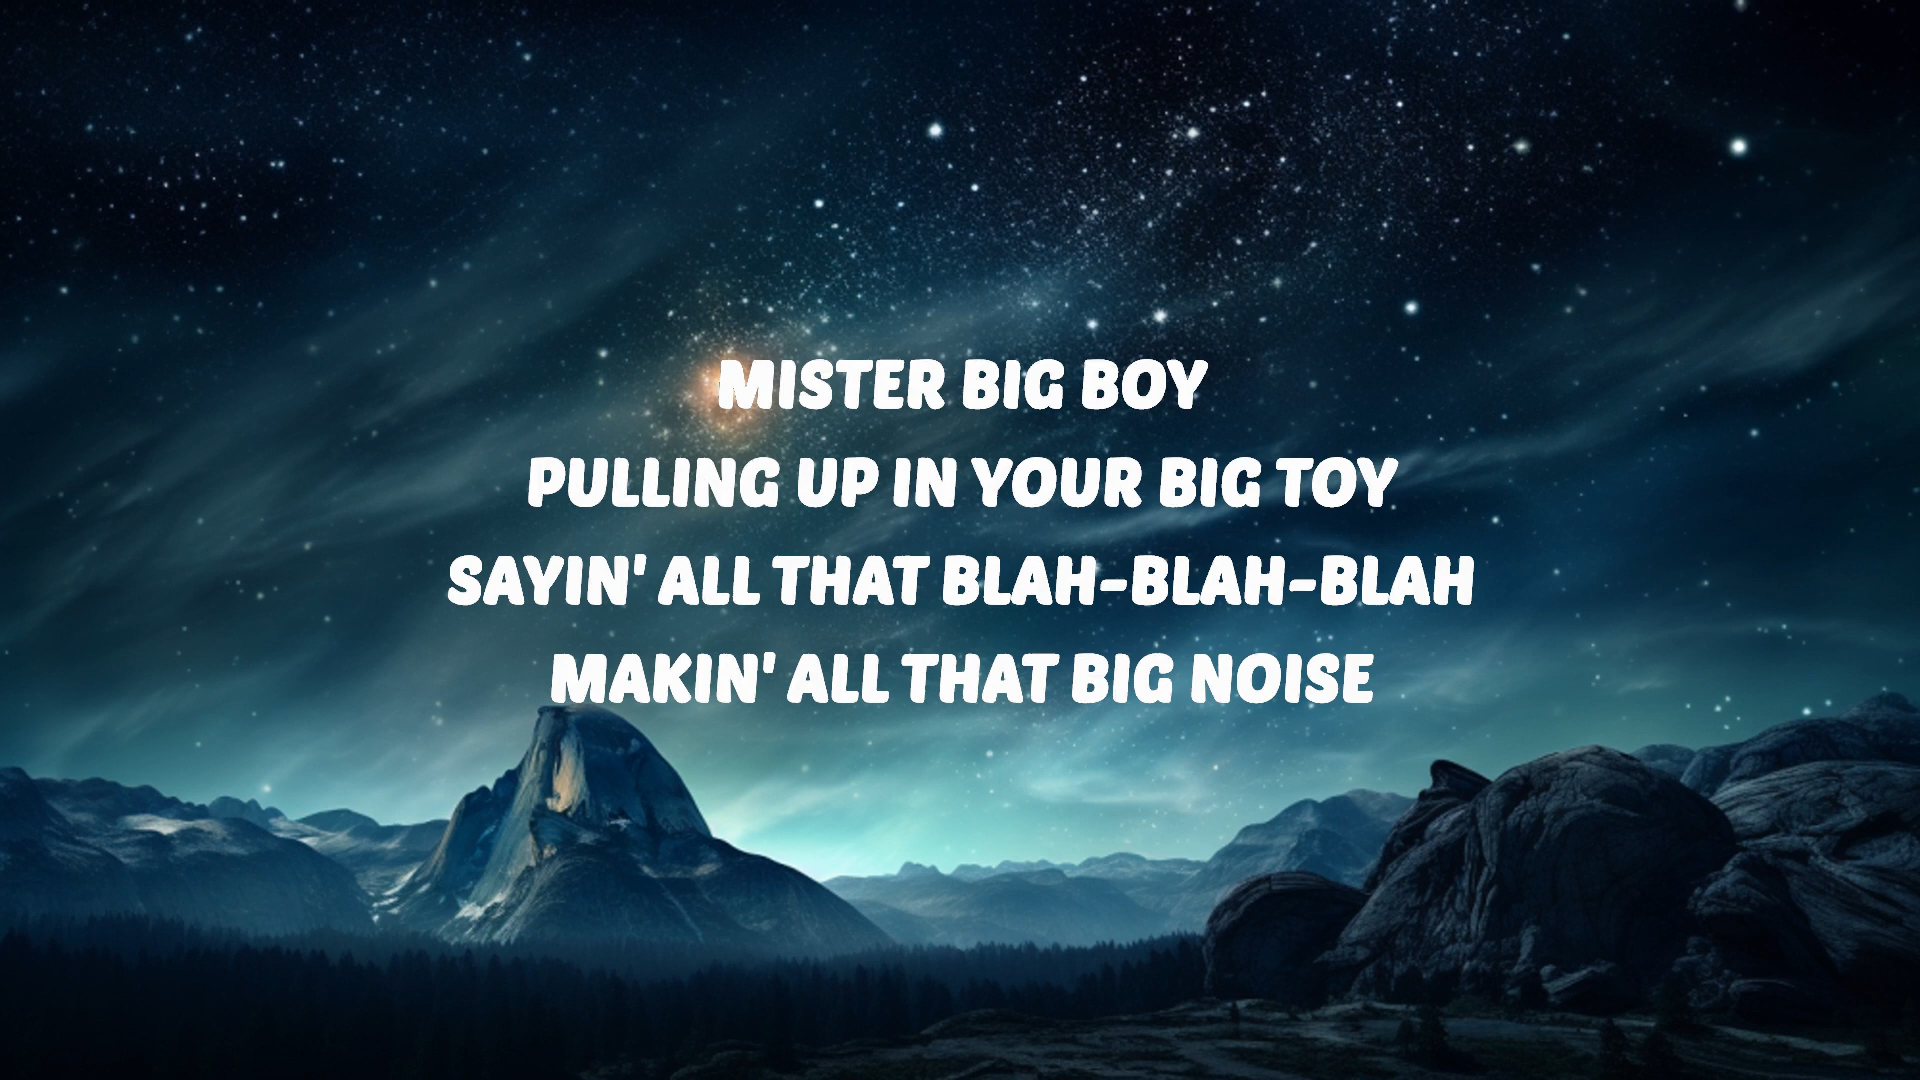 MISTER BIG BOY
PULLING UP IN YOUR BIG TOY
SAYIN' ALL THAT BLAH-BLAH-BLAH
MAKIN' ALL THAT BIG NOISE